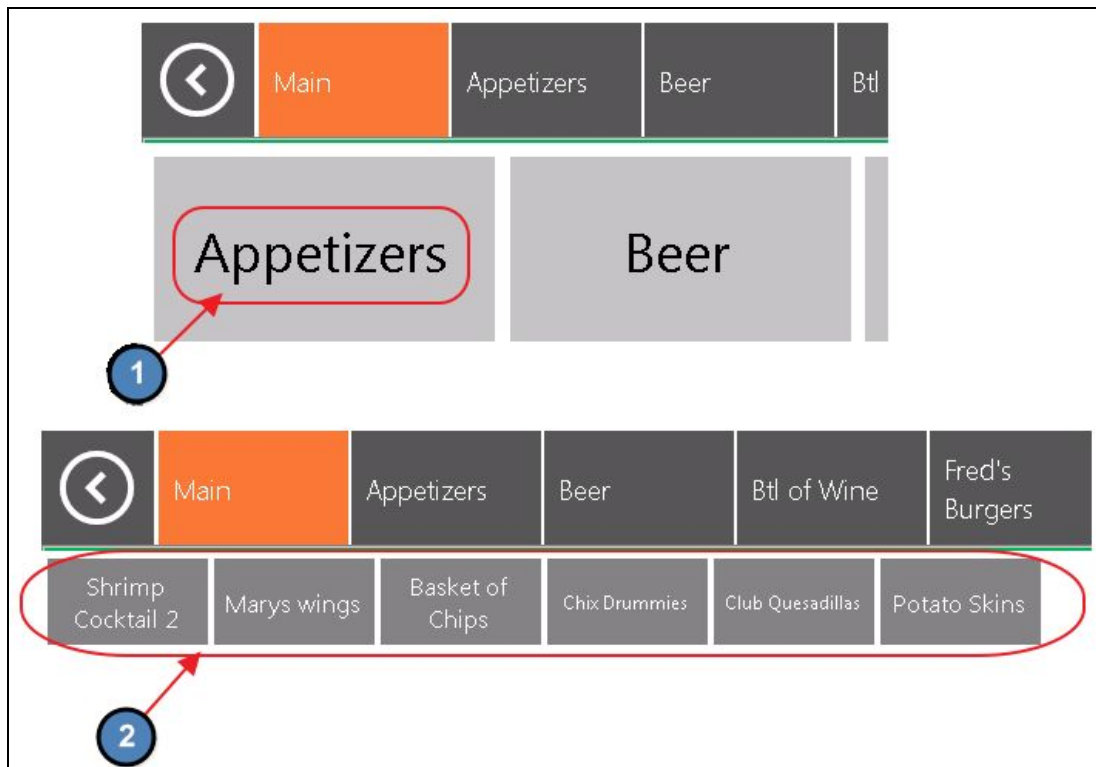 Main Appetizers Beer Btl
Appetizers Beer
1
Main Appetizers Beer Btl of Wine Fred's
Burgers
Shrimp
Cocktail 2 Marys wings Basket of
Chips Chix Drummies Club Quesadillas Potato Skins
2